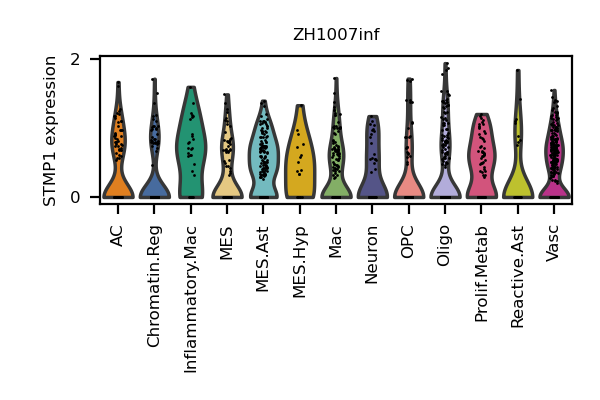 ZH1007inf
STMP1 expression
2
0
AC
Chromatin.Reg
Inflammatory.Mac
MES
MES.Ast
MES.Hyp
Mac
Neuron
OPC
Oligo
Prolif.Metab
Reactive.Ast
Vasc